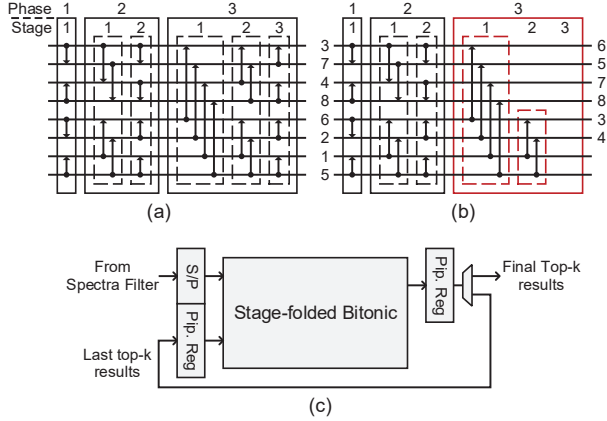 Phase 1 2 3 1 2 3
Stage 1 1 2 1 2 3 1 1 2 1 2 3
3 6
7 5
4 7
8 8
6 3
2 4
1
5
(a) (b)
From Spectra Filter
S/P
Pip. Reg
Stage-folded Bitonic
Pip. Reg
Final Top-k results
Last top-k results
(c)